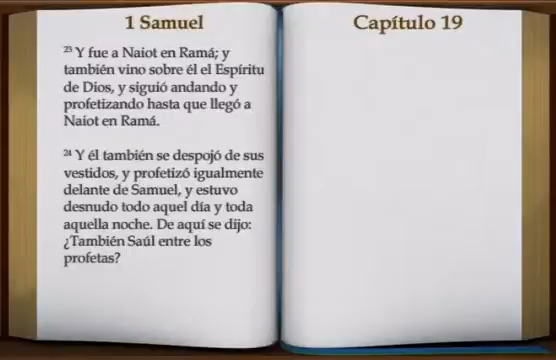 1 Samuel
Capítulo 19
23 Y fue a Naiot en Ramá; y
también vino sobre él el Espíritu
de Dios, y siguió andando y
profetizando hasta que llegó a
Naiot en Ramá.
24 Y él también se despojó de sus
vestidos, y profetizó igualmente
delante de Samuel, y estuvo
desnudo todo aquel día y toda
aquella noche. De aquí se dijo:
¿También Saúl entre los
profetas?